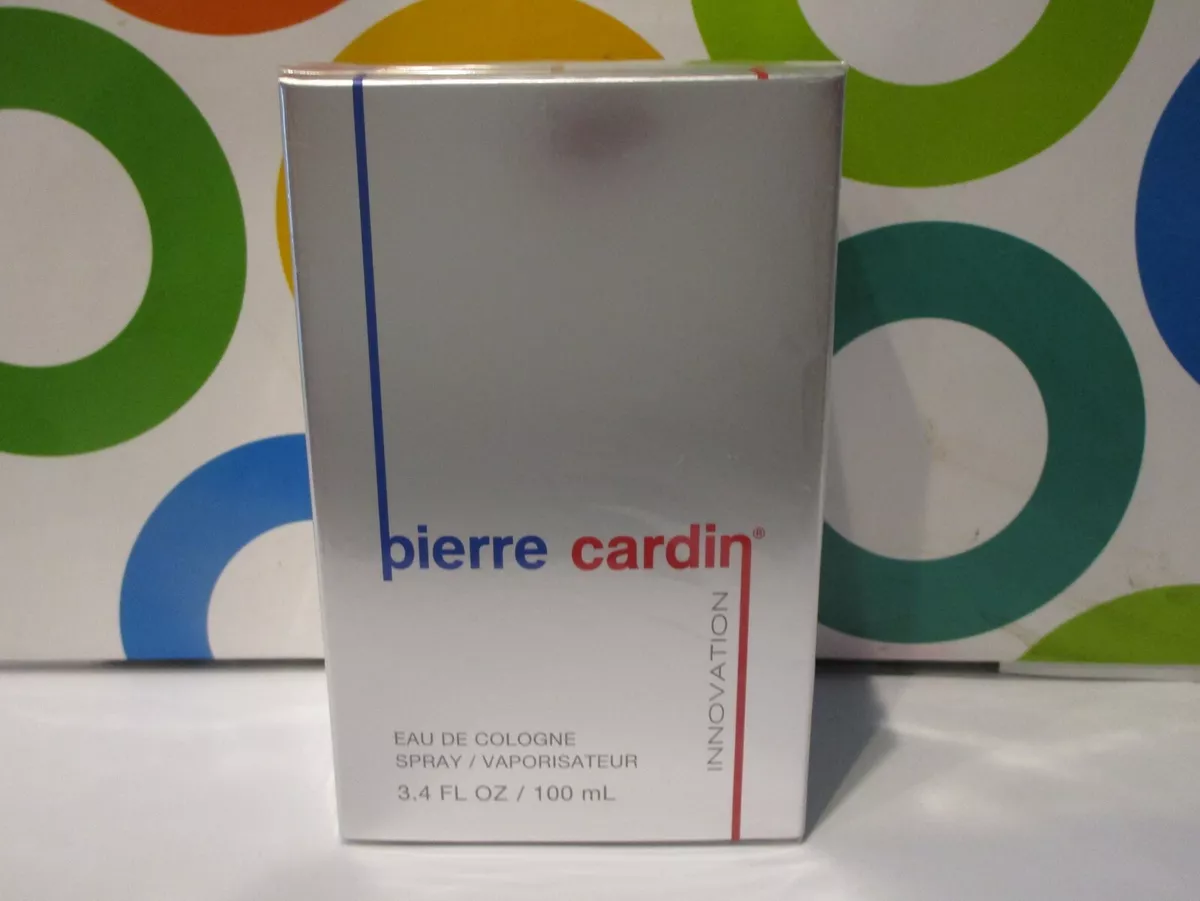 pierre cardin®
INNOVATION
EAU DE COLOGNE
SPRAY / VAPORISATEUR
3.4 FL OZ / 100 mL